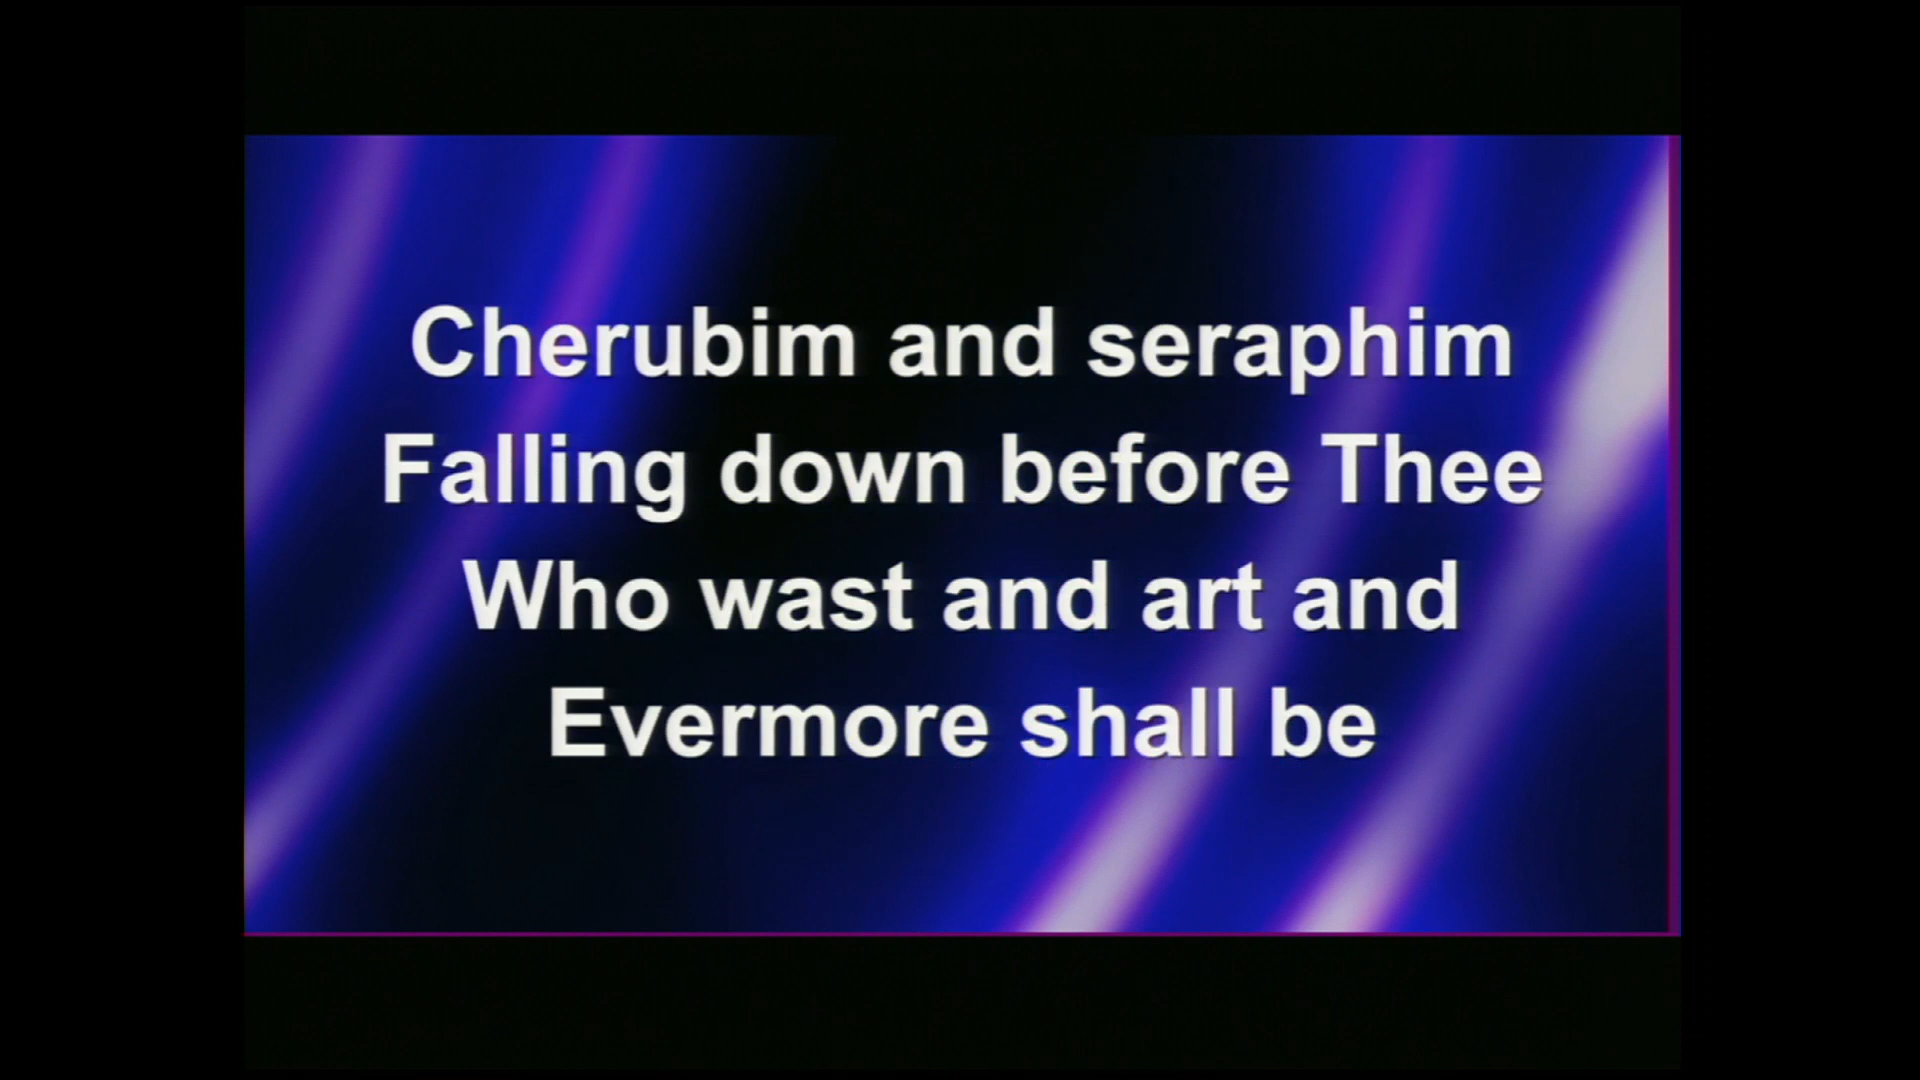 Cherubim and seraphim
Falling down before Thee
Who wast and art and
Evermore shall be